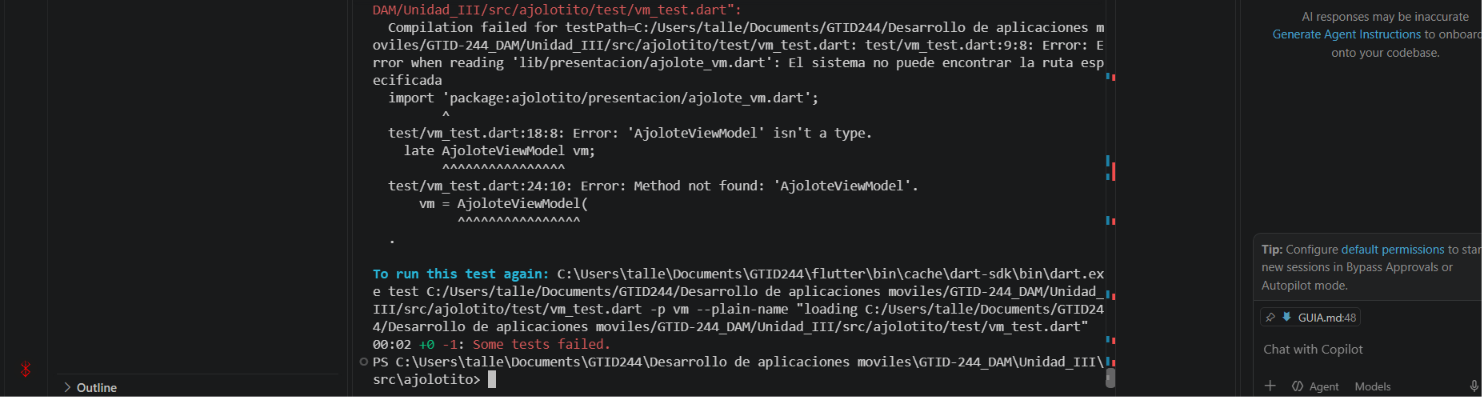 DAM/Unidad_III/src/ajolotito/test/vm_test.dart":
Compilation failed for testPath=C:/Users/talle/Documents/GTID244/Desarrollo de aplicaciones m
oviles/GTID-244_DAM/Unidad_III/src/ajolotito/test/vm_test.dart: test/vm_test.dart:9:8: Error: E
rror when reading 'lib/presentacion/ajolote_vm.dart': El sistema no puede encontrar la ruta esp
ecificada
import 'package:ajolotito/presentacion/ajolote_vm.dart';
^
test/vm_test.dart:18:8: Error: 'AjoloteViewModel' isn't a type.
late AjoloteViewModel vm;
^^^^^^^^^^^^^^^^
test/vm_test.dart:24:10: Error: Method not found: 'AjoloteViewModel'.
vm = AjoloteViewModel(
^^^^^^^^^^^^^^^^
.
To run this test again: C:\Users\talle\Documents\GTID244\flutter\bin\cache\dart-sdk\bin\dart.ex
e test C:/Users/talle/Documents/GTID244/Desarrollo de aplicaciones moviles/GTID-244_DAM/Unidad_
III/src/ajolotito/test/vm_test.dart -p vm --plain-name "loading C:/Users/talle/Documents/GTID24
4/Desarrollo de aplicaciones moviles/GTID-244_DAM/Unidad_III/src/ajolotito/test/vm_test.dart"
00:02 +0 -1: Some tests failed.
PS C:\Users\talle\Documents\GTID244\Desarrollo de aplicaciones moviles\GTID-244_DAM\Unidad_III\
src\ajolotito>
Outline
AI responses may be inaccurate
Generate Agent Instructions to onboard
onto your codebase.
Tip: Configure default permissions to star
new sessions in Bypass Approvals or
Autopilot mode.
GUIA.md:48
Chat with Copilot
Agent Models